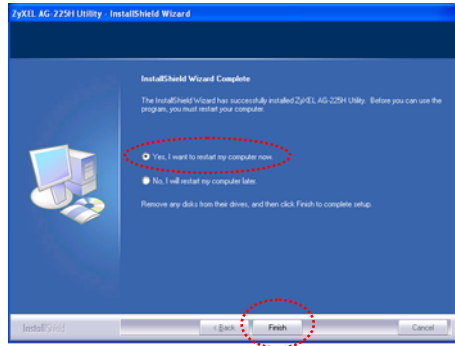 ZyXEL AG-225H Utility - InstallShield Wizard
InstallShield Wizard Complete
The InstallShield Wizard has successfully installed ZyXEL AG-225H Utility. Before you can use the
program, you must restart your computer.
Yes, I want to restart my computer now.
No, I will restart my computer later.
Remove any disks from their drives, and then click Finish to complete setup.
InstallShield
< Back
Finish
Cancel